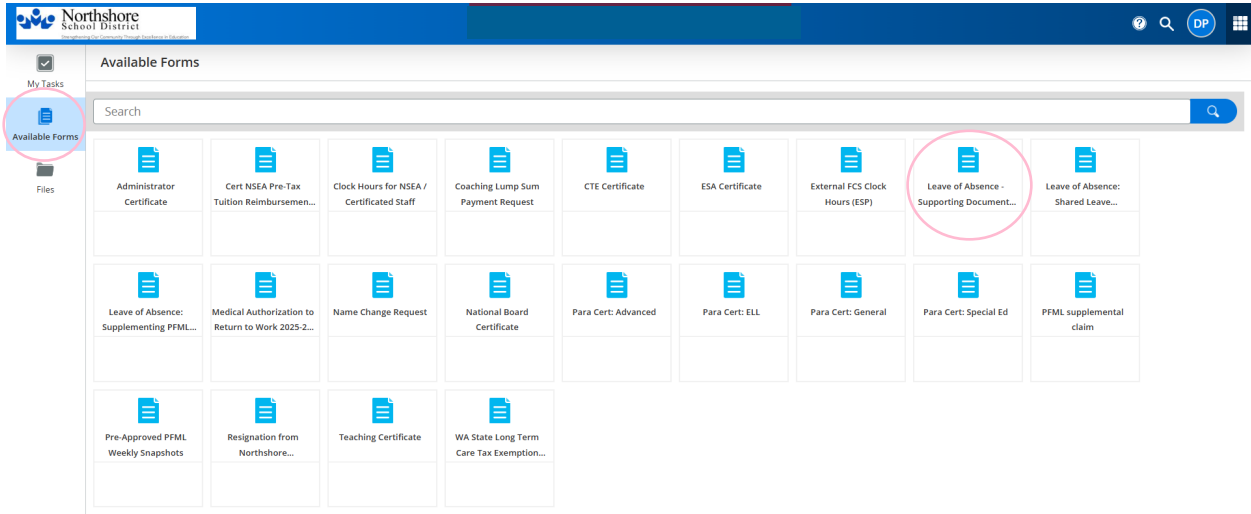 Northshore
School District
Strengthening Our Community Through Excellence in Education
DP
My Tasks
Available Forms
Files
Available Forms
Search
Administrator
Certificate
Cert NSEA Pre-Tax
Tuition Reimbursemen...
Clock Hours for NSEA /
Certificated Staff
Coaching Lump Sum
Payment Request
CTE Certificate
ESA Certificate
External FCS Clock
Hours (ESP)
Leave of Absence -
Supporting Document...
Leave of Absence:
Shared Leave...
Leave of Absence:
Supplementing PFML...
Medical Authorization to
Return to Work 2025-2...
Name Change Request
National Board
Certificate
Para Cert: Advanced
Para Cert: ELL
Para Cert: General
Para Cert: Special Ed
PFML supplemental
claim
Pre-Approved PFML
Weekly Snapshots
Resignation from
Northshore...
Teaching Certificate
WA State Long Term
Care Tax Exemption...